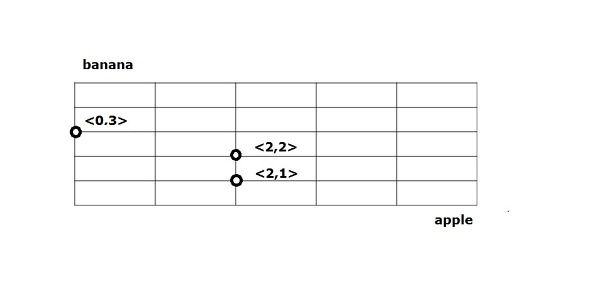 banana
<0.3>
<2,2>
<2,1>
apple